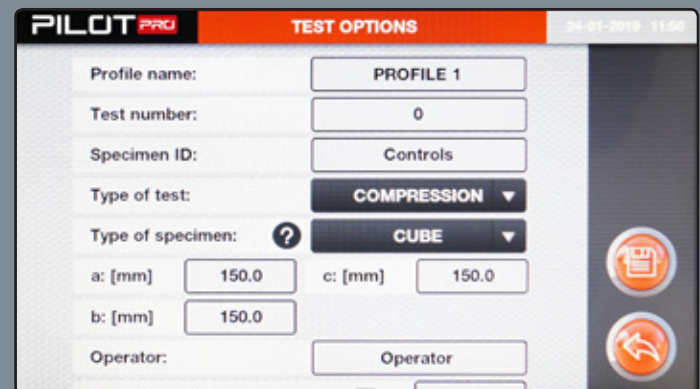 PILOT PRO
TEST OPTIONS
24-01-2019 11:50
Profile name: PROFILE 1
Test number: 0
Specimen ID: Controls
Type of test: COMPRESSION
Type of specimen: ? CUBE
a: [mm] 150.0 c: [mm] 150.0
b: [mm] 150.0
Operator: Operator